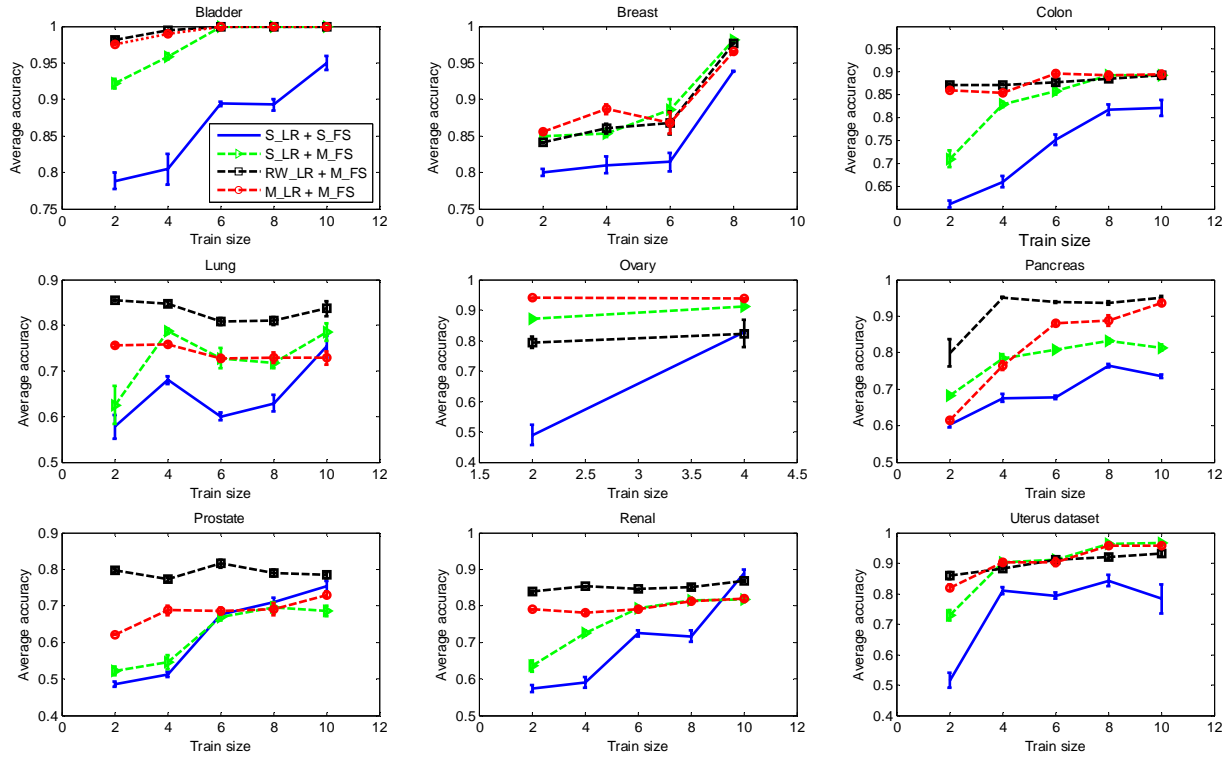 Bladder
1
0.95
0.9
0.85
0.8
0.75
0 2 4 6 8 10 12
Average accuracy
Train size
S_LR + S_FS
S_LR + M_FS
RW_LR + M_FS
M_LR + M_FS
Breast
1
0.95
0.9
0.85
0.8
0.75
0 2 4 6 8 10
Average accuracy
Train size
Colon
0.95
0.9
0.85
0.8
0.75
0.7
0.65
0 2 4 6 8 10 12
Average accuracy
Train size
Lung
0.9
0.8
0.7
0.6
0.5
0 2 4 6 8 10 12
Average accuracy
Train size
Ovary
1
0.9
0.8
0.7
0.6
0.5
0.4
1.5 2 2.5 3 3.5 4 4.5
Average accuracy
Train size
Pancreas
1
0.9
0.8
0.7
0.6
0.5
0 2 4 6 8 10 12
Average accuracy
Train size
Prostate
0.9
0.8
0.7
0.6
0.5
0.4
0 2 4 6 8 10 12
Average accuracy
Train size
Renal
1
0.9
0.8
0.7
0.6
0.5
0 2 4 6 8 10 12
Average accuracy
Train size
Uterus dataset
1
0.9
0.8
0.7
0.6
0.5
0.4
0 2 4 6 8 10 12
Average accuracy
Train size